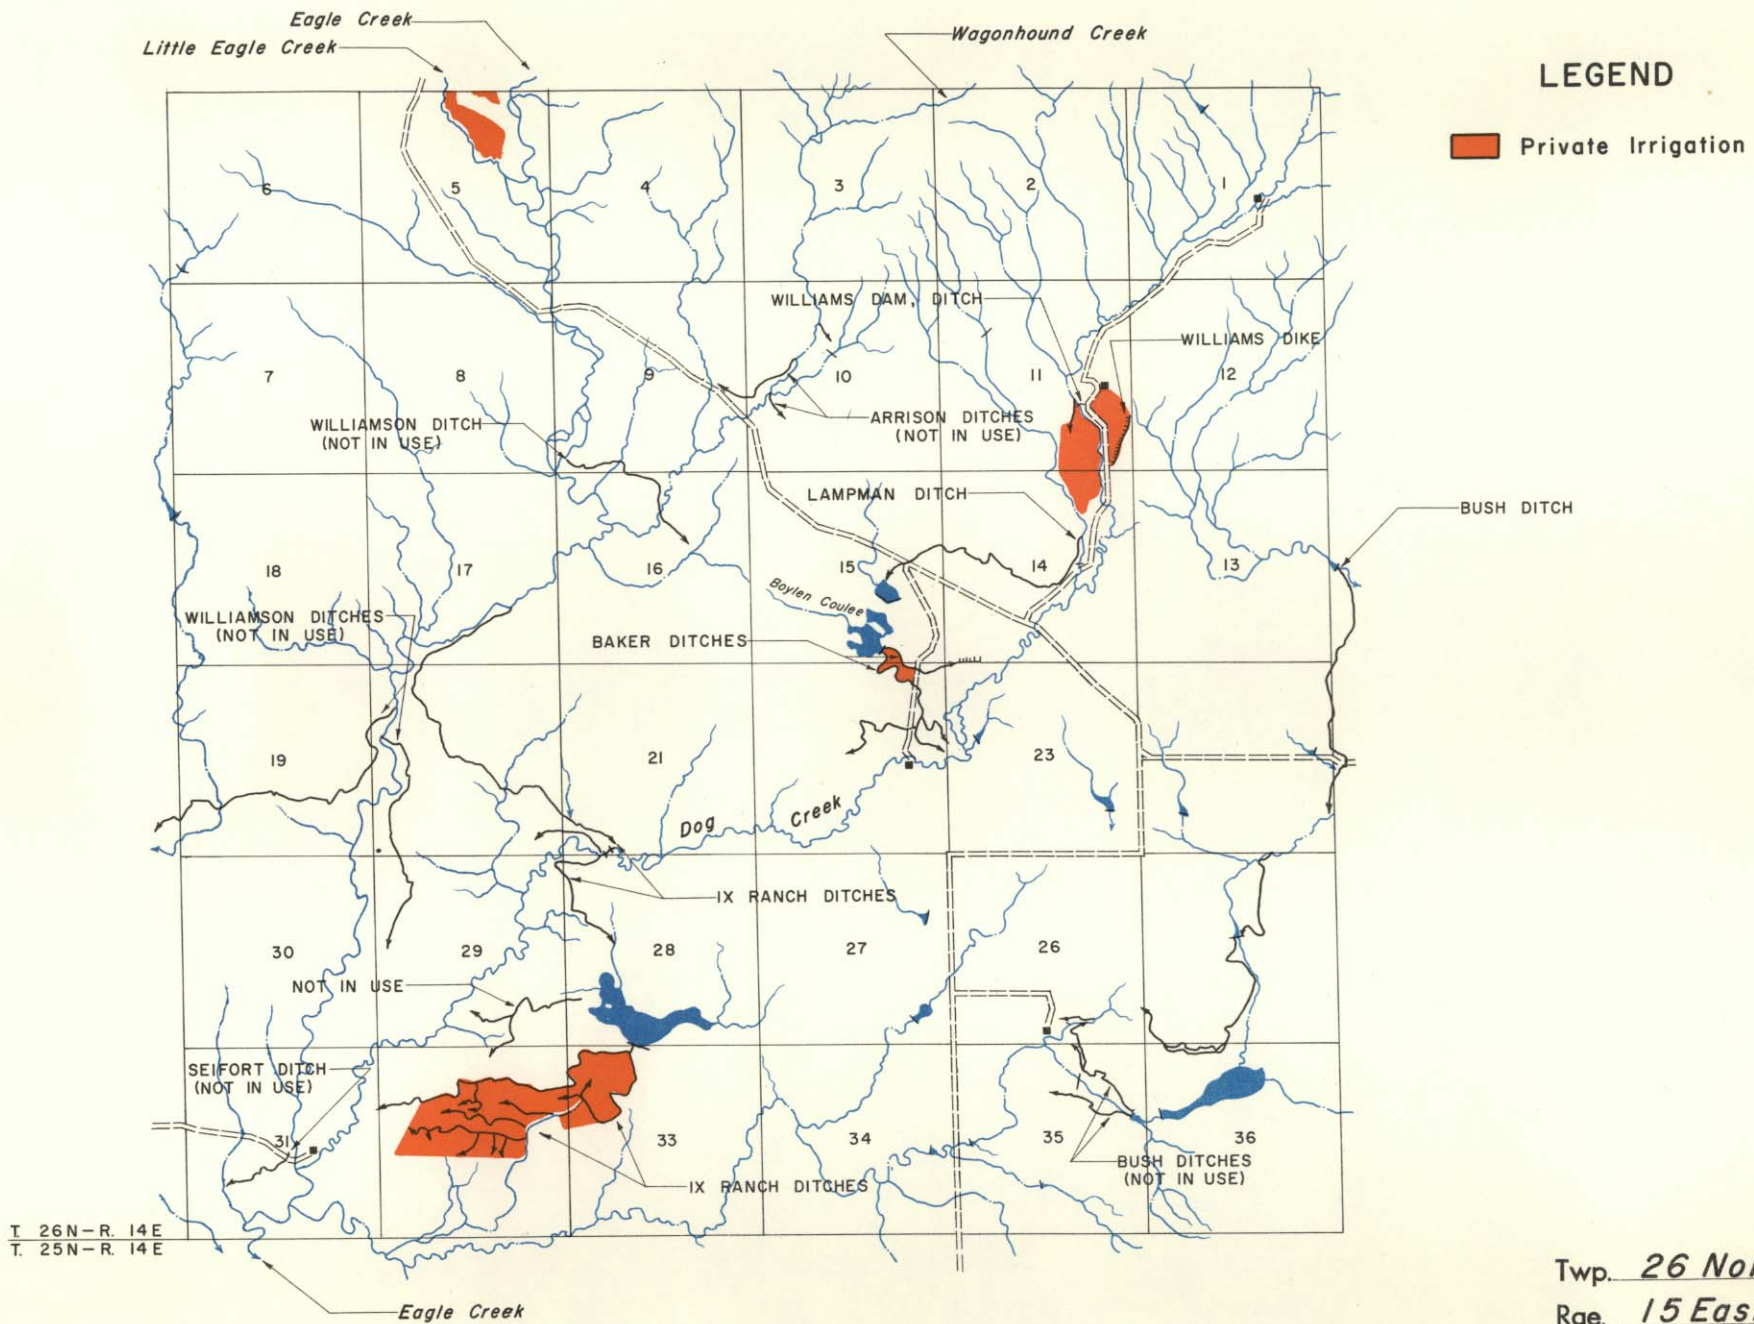 Eagle Creek
Little Eagle Creek
Wagonhound Creek
LEGEND
Private Irrigation
6
5
4
3
2
1
WILLIAMS DAM, DITCH
WILLIAMS DIKE
7
8
9
10
11
12
WILLIAMSON DITCH
(NOT IN USE)
ARRISON DITCHES
(NOT IN USE)
LAMPMAN DITCH
BUSH DITCH
18
17
16
15
14
13
Boylen Coulee
WILLIAMSON DITCHES
(NOT IN USE)
BAKER DITCHES
19
21
23
Dog Creek
IX RANCH DITCHES
30
29
28
27
26
NOT IN USE
SEIFORT DITCH
(NOT IN USE)
31
33
34
35
36
BUSH DITCHES
(NOT IN USE)
IX RANCH DITCHES
T. 26N-R. 14E
T. 25N-R. 14E
Eagle Creek
Twp. 26
Rge. 15